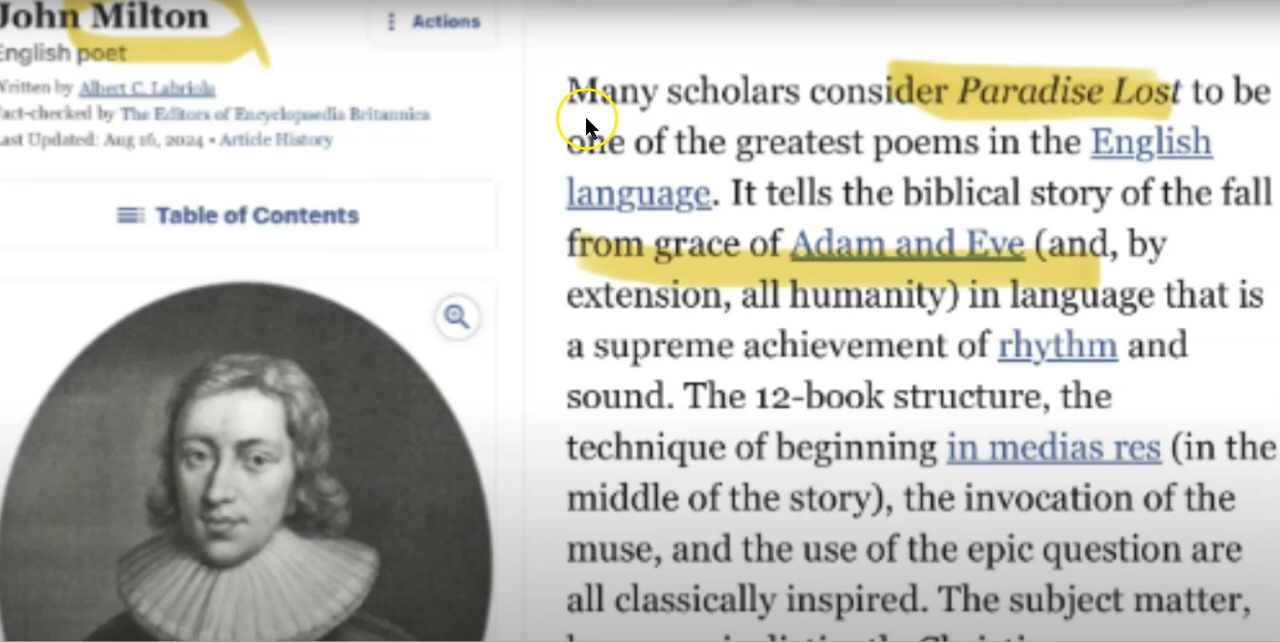 John Milton
Actions
English poet
Written by Albert C. Labriola
Fact-checked by The Editors of Encyclopaedia Britannica
Last Updated: Aug 16, 2024 • Article History
Table of Contents
Many scholars consider Paradise Lost to be
one of the greatest poems in the English
language. It tells the biblical story of the fall
from grace of Adam and Eve (and, by
extension, all humanity) in language that is
a supreme achievement of rhythm and
sound. The 12-book structure, the
technique of beginning in medias res (in the
middle of the story), the invocation of the
muse, and the use of the epic question are
all classically inspired. The subject matter,